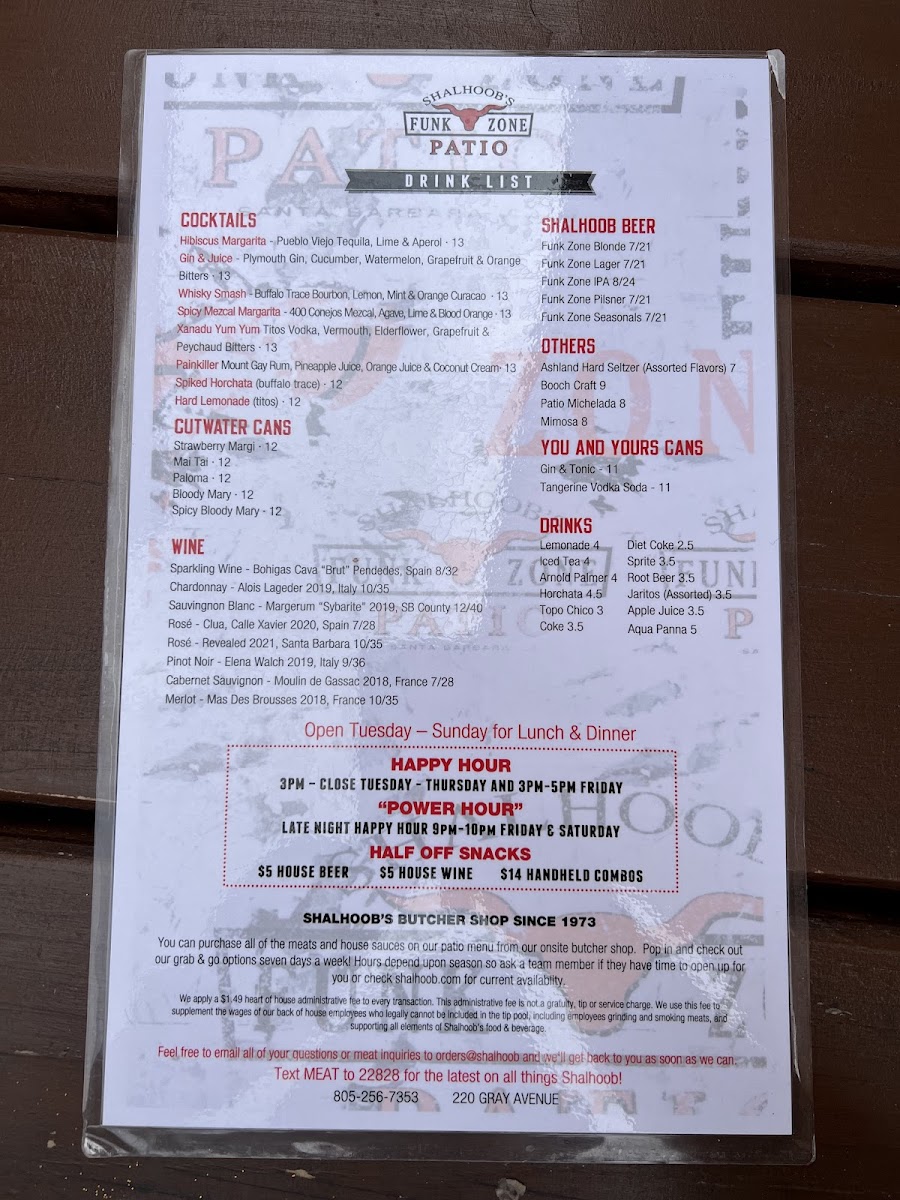 SHALHOOB'S
FUNK ZONE
PATIO
DRINK LIST
COCKTAILS
Hibiscus Margarita - Pueblo Viejo Tequila, Lime & Aperol · 13
Gin & Juice - Plymouth Gin, Cucumber, Watermelon, Grapefruit & Orange
Bitters · 13
Whisky Smash - Buffalo Trace Bourbon, Lemon, Mint & Orange Curacao · 13
Spicy Mezcal Margarita - 400 Conejos Mezcal, Agave, Lime & Blood Orange · 13
Xanadu Yum Yum Titos Vodka, Vermouth, Elderflower, Grapefruit &
Peychaud Bitters · 13
Painkiller Mount Gay Rum, Pineapple Juice, Orange Juice & Coconut Cream· 13
Spiked Horchata (buffalo trace) · 12
Hard Lemonade (titos) · 12
CUTWATER CANS
Strawberry Margi · 12
Mai Tai · 12
Paloma · 12
Bloody Mary · 12
Spicy Bloody Mary - 12
WINE
Sparkling Wine - Bohigas Cava “Brut” Pendedes, Spain 8/32
Chardonnay - Alois Lageder 2019, Italy 10/35
Sauvingnon Blanc - Margerum “Sybarite” 2019, SB County 12/40
Rosé - Clua, Calle Xavier 2020, Spain 7/28
Rosé - Revealed 2021, Santa Barbara 10/35
Pinot Noir - Elena Walch 2019, Italy 9/36
Cabernet Sauvignon - Moulin de Gassac 2018, France 7/28
Merlot - Mas Des Brousses 2018, France 10/35
SHALHOOB BEER
Funk Zone Blonde 7/21
Funk Zone Lager 7/21
Funk Zone IPA 8/24
Funk Zone Pilsner 7/21
Funk Zone Seasonals 7/21
OTHERS
Ashland Hard Seltzer (Assorted Flavors) 7
Booch Craft 9
Patio Michelada 8
Mimosa 8
YOU AND YOURS CANS
Gin & Tonic - 11
Tangerine Vodka Soda - 11
DRINKS
Lemonade 4
Iced Tea 4
Arnold Palmer 4
Horchata 4.5
Topo Chico 3
Coke 3.5
Diet Coke 2.5
Sprite 3.5
Root Beer 3.5
Jaritos (Assorted) 3.5
Apple Juice 3.5
Aqua Panna 5
Open Tuesday – Sunday for Lunch & Dinner
HAPPY HOUR
3PM – CLOSE TUESDAY - THURSDAY AND 3PM-5PM FRIDAY
“POWER HOUR”
LATE NIGHT HAPPY HOUR 9PM-10PM FRIDAY & SATURDAY
HALF OFF SNACKS
$5 HOUSE BEER $5 HOUSE WINE $14 HANDHELD COMBOS
SHALHOOB'S BUTCHER SHOP SINCE 1973
You can purchase all of the meats and house sauces on our patio menu from our onsite butcher shop. Pop in and check out
our grab & go options seven days a week! Hours depend upon season so ask a team member if they have time to open up for
you or check shalhoob.com for current availablity.
We apply a $1.49 heart of house administrative fee to every transaction. This administrative fee is not a gratuity, tip or service charge. We use this fee to
supplement the wages of our back of house employees who legally cannot be included in the tip pool, including employees grinding and smoking meats, and
supporting all elements of Shalhoob's food & beverage.
Feel free to email all of your questions or meat inquiries to orders@shalhoob and we'll get back to you as soon as we can.
Text MEAT to 22828 for the latest on all things Shalhoob!
805-256-7353 220 GRAY AVENUE